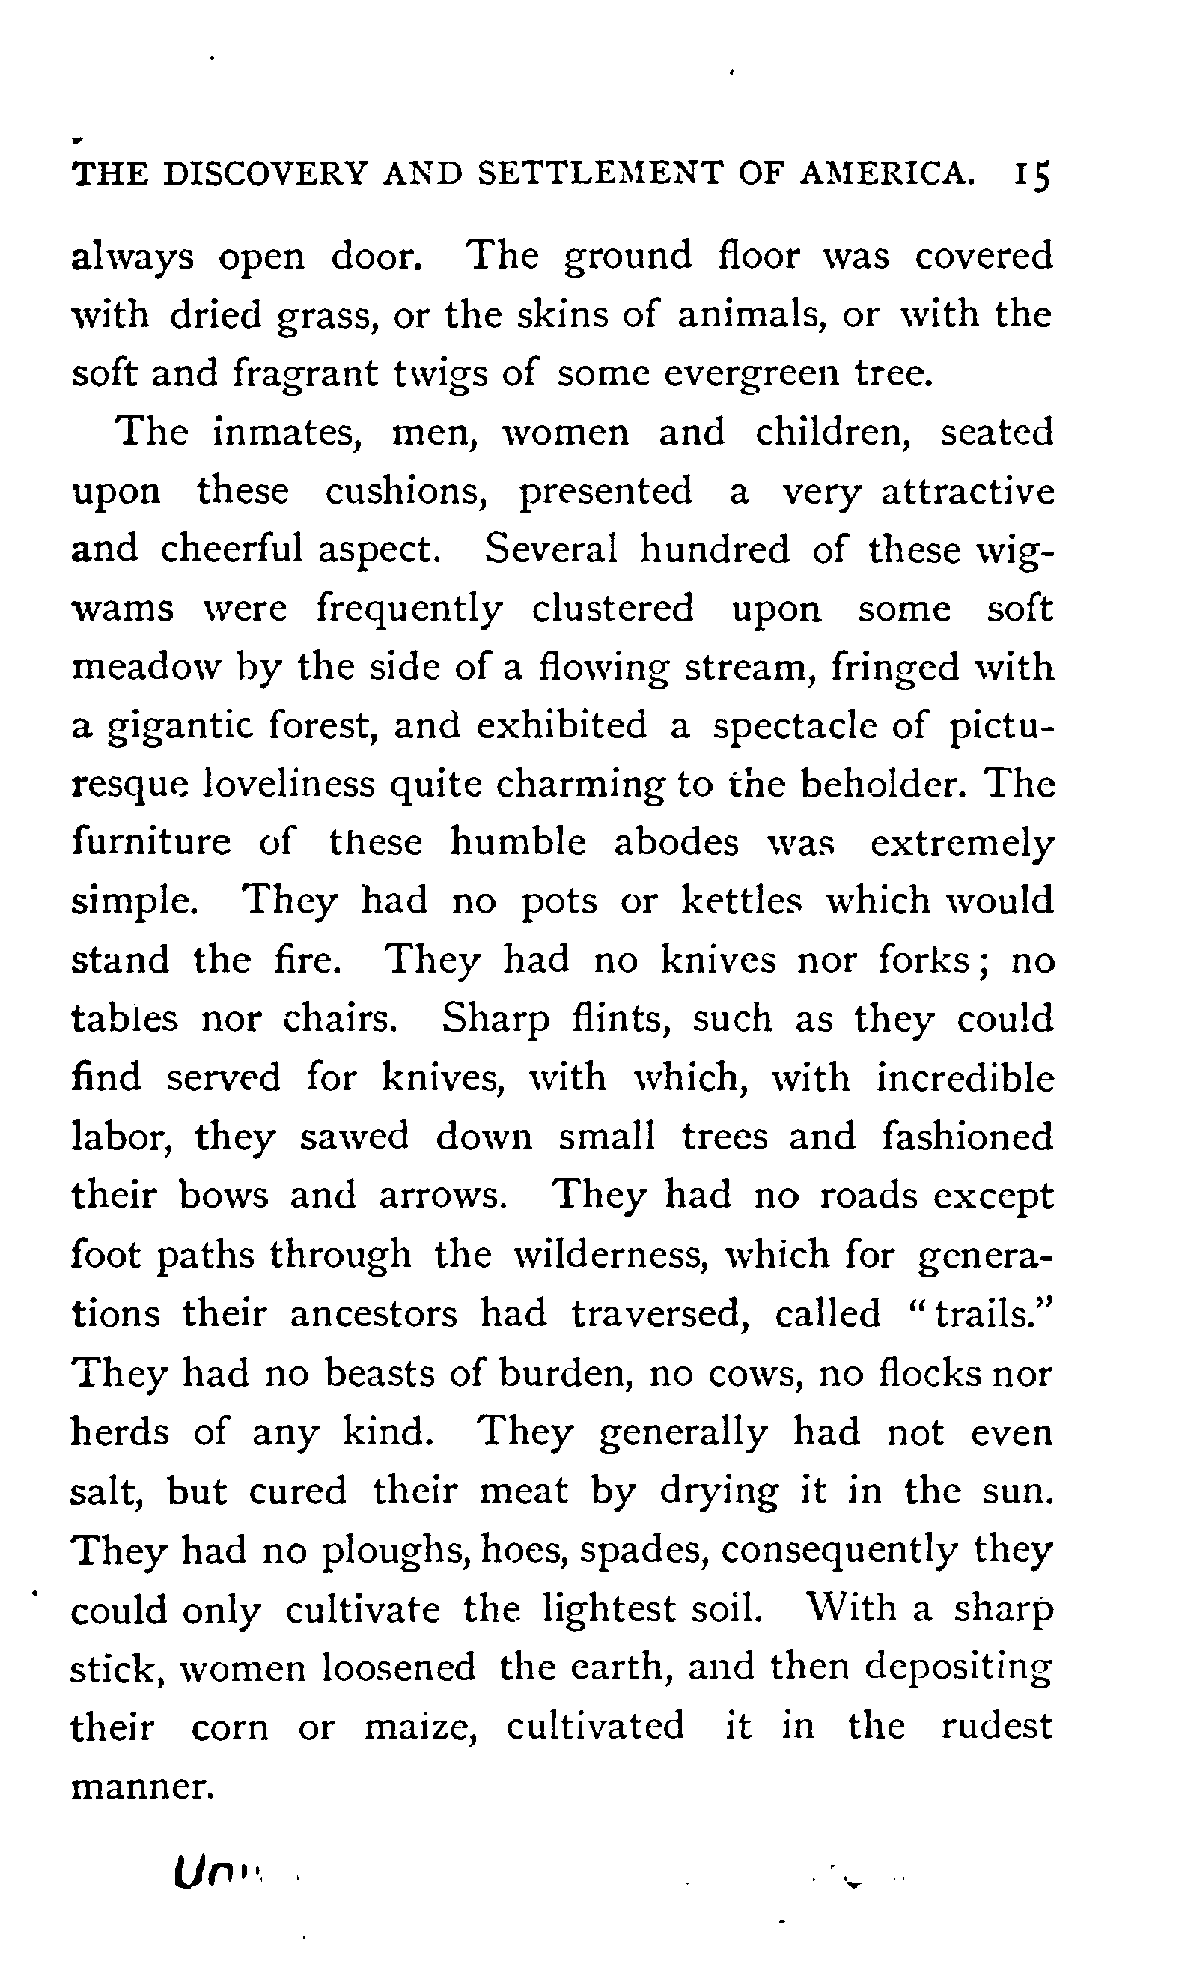 THE DISCOVERY AND SETTLEMENT OF AMERICA. 15
always open door. The ground floor was covered
with dried grass, or the skins of animals, or with the
soft and fragrant twigs of some evergreen tree.
The inmates, men, women and children, seated
upon these cushions, presented a very attractive
and cheerful aspect. Several hundred of these wig-
wams were frequently clustered upon some soft
meadow by the side of a flowing stream, fringed with
a gigantic forest, and exhibited a spectacle of pictu-
resque loveliness quite charming to the beholder. The
furniture of these humble abodes was extremely
simple. They had no pots or kettles which would
stand the fire. They had no knives nor forks; no
tables nor chairs. Sharp flints, such as they could
find served for knives, with which, with incredible
labor, they sawed down small trees and fashioned
their bows and arrows. They had no roads except
foot paths through the wilderness, which for genera-
tions their ancestors had traversed, called "trails."
They had no beasts of burden, no cows, no flocks nor
herds of any kind. They generally had not even
salt, but cured their meat by drying it in the sun.
They had no ploughs, hoes, spades, consequently they
could only cultivate the lightest soil. With a sharp
stick, women loosened the earth, and then depositing
their corn or maize, cultivated it in the rudest
manner.